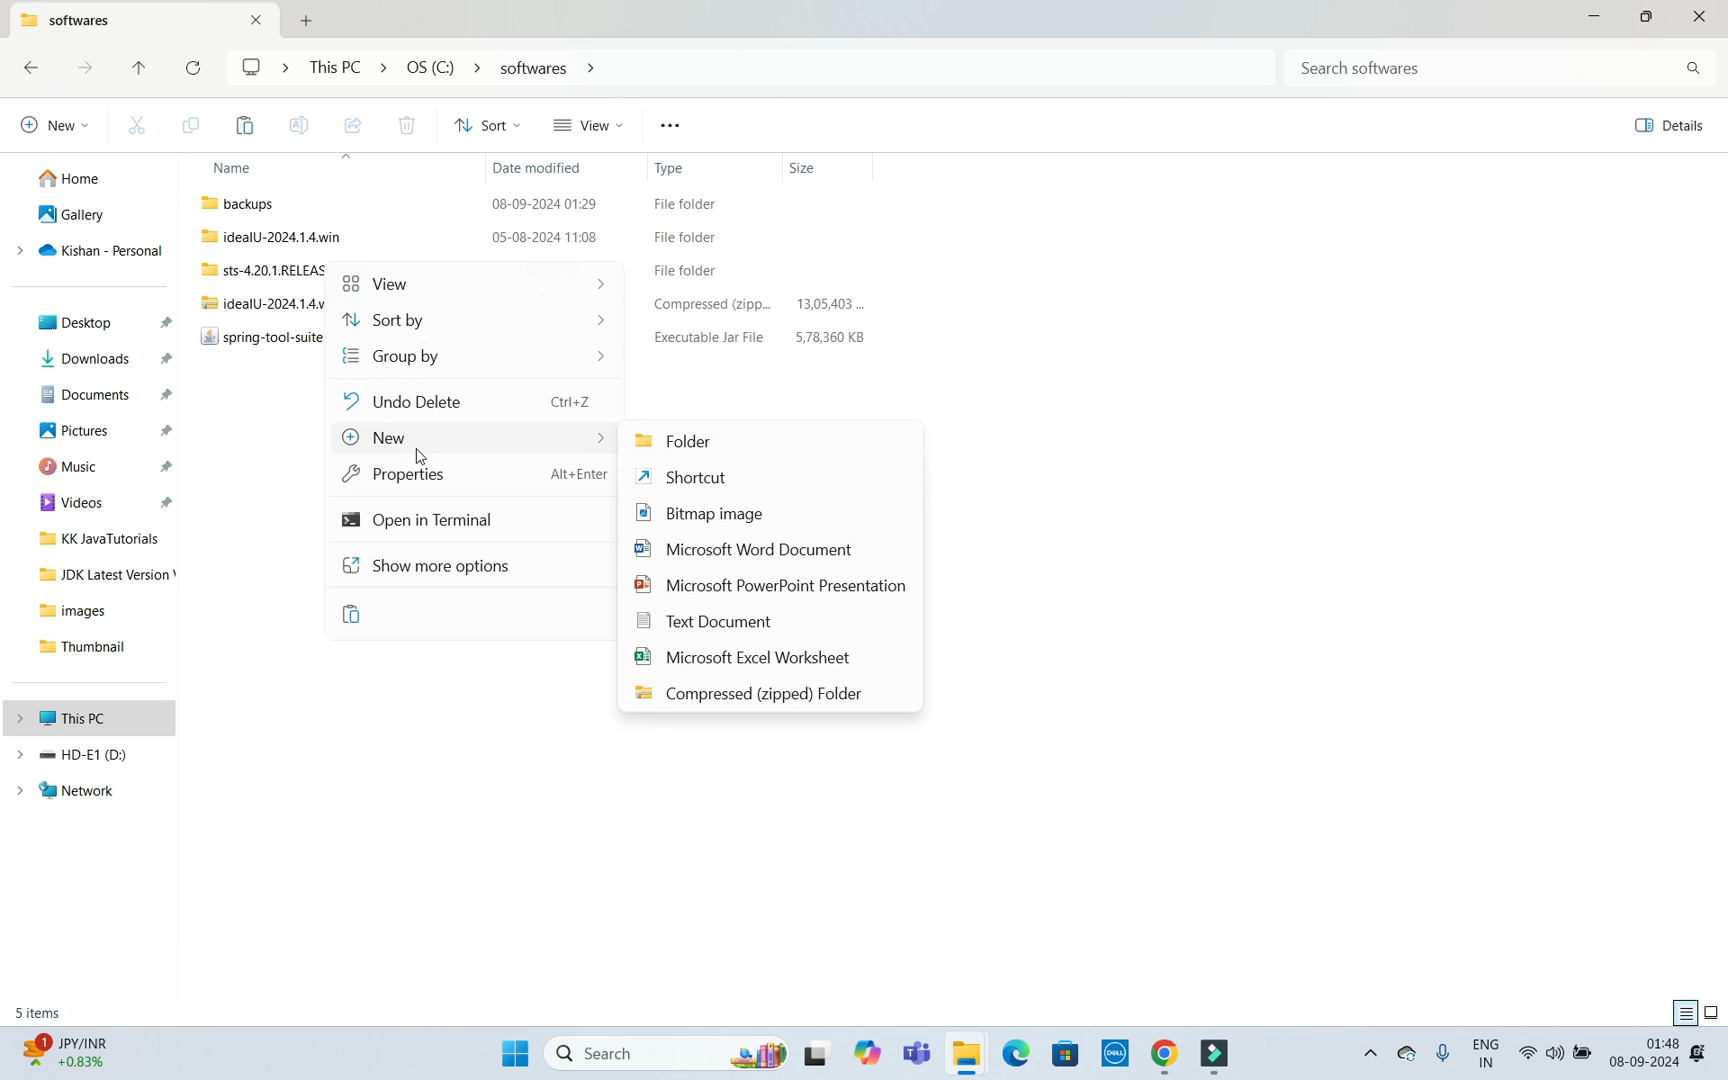 softwares
This PC > OS (C:) > softwares >
Search softwares
New
Sort
View
Details
Name Date modified Type Size
Home
Gallery
Kishan - Personal
Desktop
Downloads
Documents
Pictures
Music
Videos
KK JavaTutorials
JDK Latest Version
images
Thumbnail
This PC
HD-E1 (D:)
Network
backups 08-09-2024 01:29 File folder
ideaIU-2024.1.4.win 05-08-2024 11:08 File folder
sts-4.20.1.RELEAS File folder
ideaIU-2024.1.4.w Compressed (zipp... 13,05,403 ...
spring-tool-suite Executable Jar File 5,78,360 KB
View
Sort by
Group by
Undo Delete Ctrl+Z
New
Properties Alt+Enter
Open in Terminal
Show more options
Folder
Shortcut
Bitmap image
Microsoft Word Document
Microsoft PowerPoint Presentation
Text Document
Microsoft Excel Worksheet
Compressed (zipped) Folder
5 items
1
JPY/INR
+0.83%
Search
DELL
ENG
IN
01:48
08-09-2024